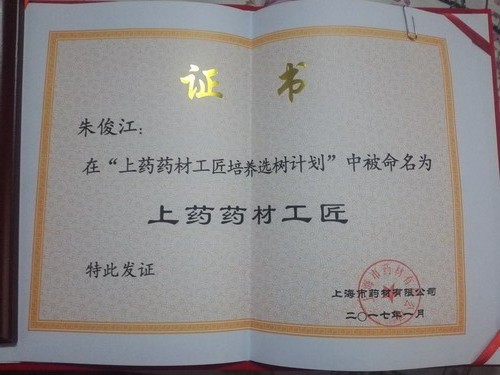 证 书
朱俊江：
在“上药药材工匠培养选树计划”中被命名为
上药药材工匠
特此发证
上海市药材有限公司
二〇一七年一月